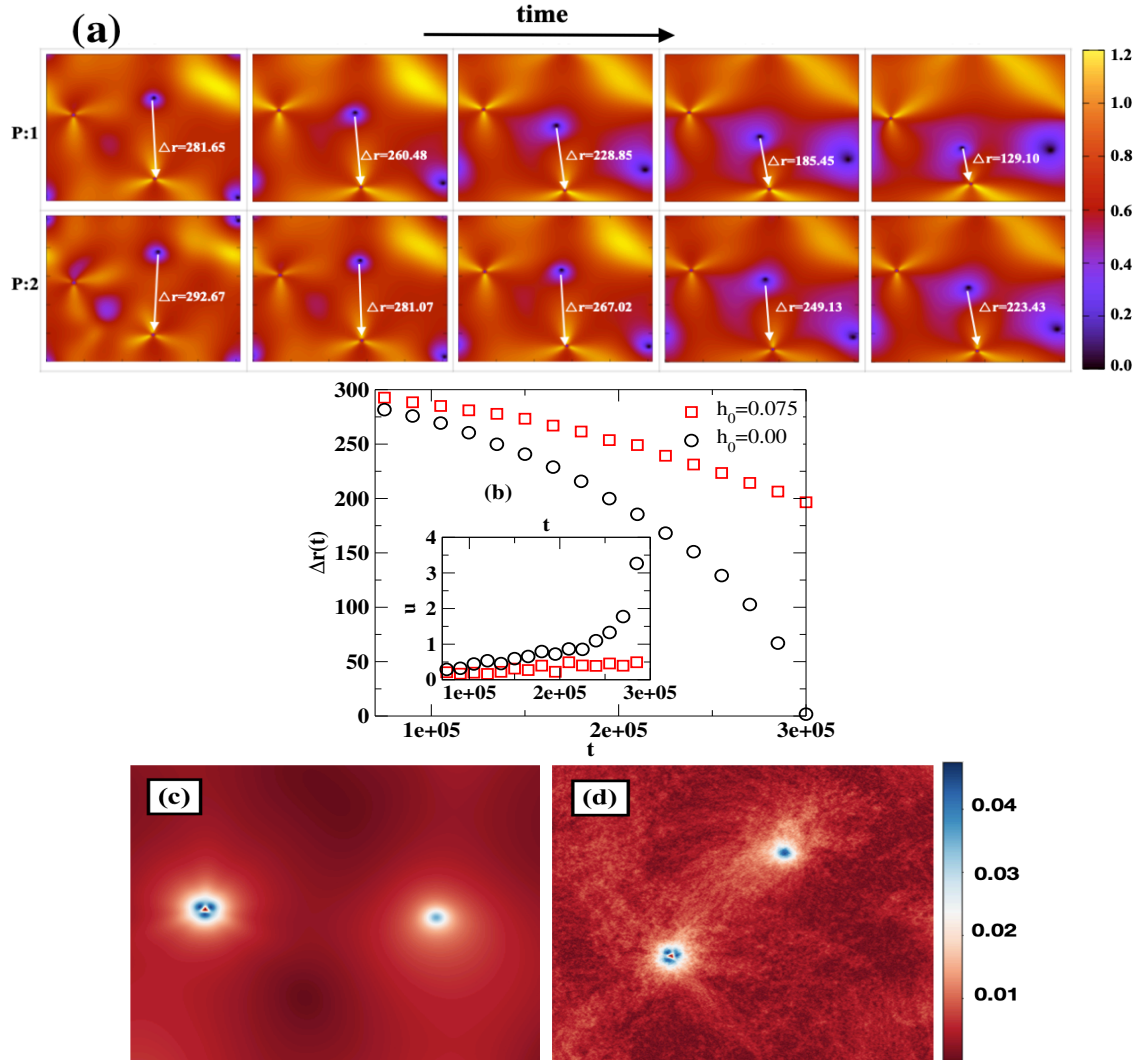 (a)
time
P:1
△r=281.65
△r=260.48
△r=228.85
△r=185.45
△r=129.10
P:2
△r=292.67
△r=281.07
△r=267.02
△r=249.13
△r=223.43
1.2
1.0
0.8
0.6
0.4
0.2
0.0
300
250
200
150
100
50
0
Δr(t)
h₀=0.075
h₀=0.00
(b)
t
4
3
2
1
0
u
1e+05
2e+05
3e+05
1e+05
2e+05
3e+05
t
(c)
(d)
0.04
0.03
0.02
0.01